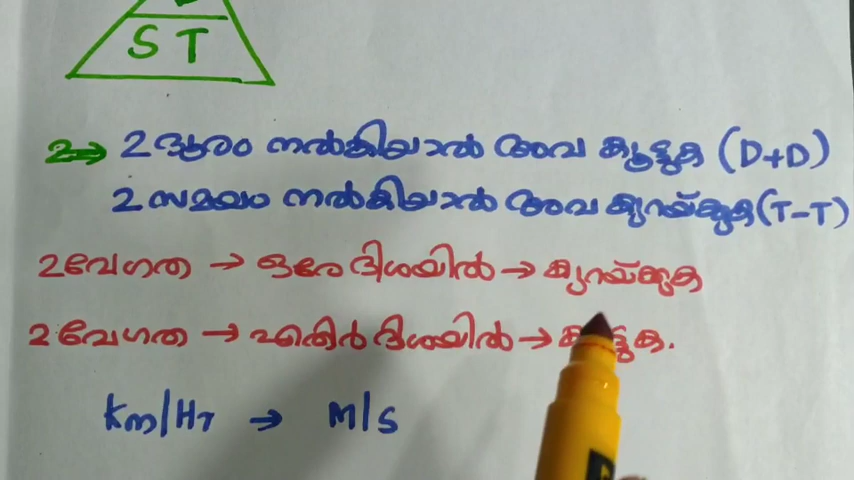 S T
2⇒ 2 ദൂരം നൽകിയാൽ അവ കൂട്ടുക (D+D)
2 സമയം നൽകിയാൽ അവ കുറയ്ക്കുക (T-T)
2 വേഗത → ഒരേ ദിശയിൽ → കുറയ്ക്കുക
2 വേഗത → എതിർ ദിശയിൽ →
Km/Hr → M/S